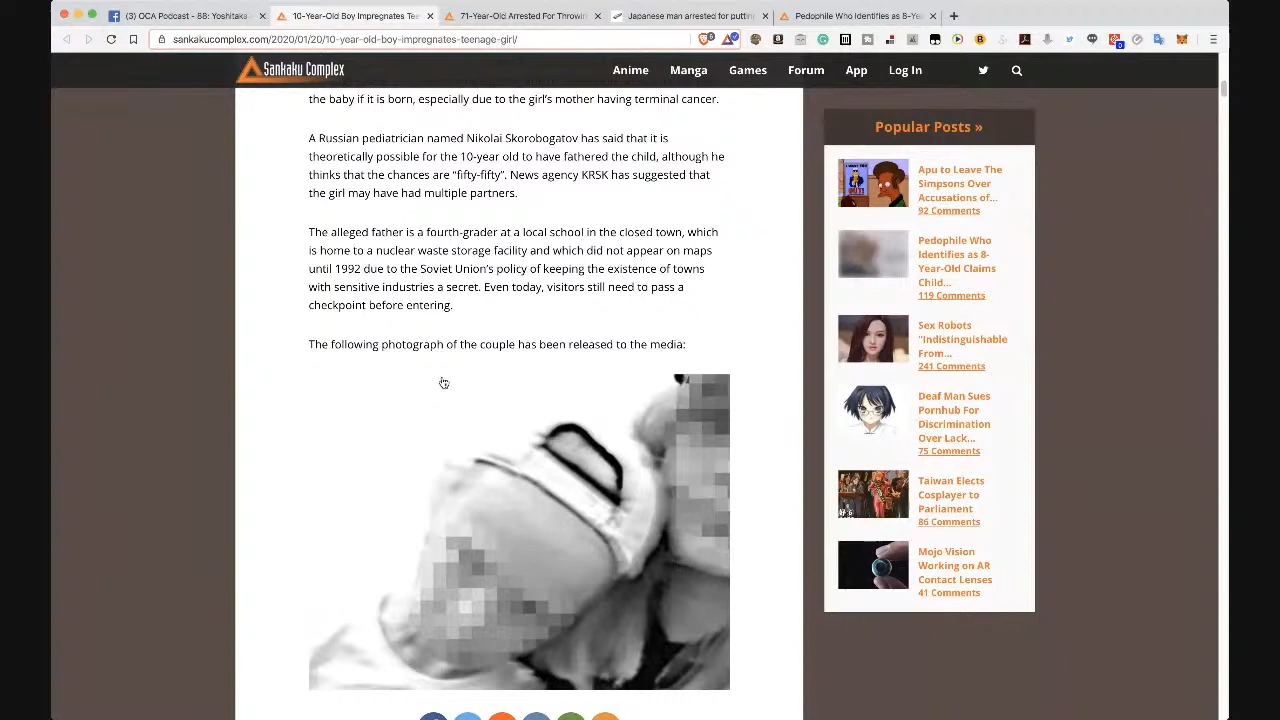 (3) OCA Podcast - 88: Yoshitaka
10-Year-Old Boy Impregnates Tee
71-Year-Old Arrested For Throwin
Japanese man arrested for putting
Pedophile Who Identifies as 8-Ye
sankakucomplex.com/2020/01/20/10-year-old-boy-impregnates-teenage-girl/
Sankaku Complex
Anime
Manga
Games
Forum
App
Log In
the baby if it is born, especially due to the girl's mother having terminal cancer.
A Russian pediatrician named Nikolai Skorobogatov has said that it is
theoretically possible for the 10-year old to have fathered the child, although he
thinks that the chances are “fifty-fifty”. News agency KRSK has suggested that
the girl may have had multiple partners.
The alleged father is a fourth-grader at a local school in the closed town, which
is home to a nuclear waste storage facility and which did not appear on maps
until 1992 due to the Soviet Union's policy of keeping the existence of towns
with sensitive industries a secret. Even today, visitors still need to pass a
checkpoint before entering.
The following photograph of the couple has been released to the media:
Popular Posts »
Apu to Leave The
Simpsons Over
Accusations of...
92 Comments
Pedophile Who
Identifies as 8-
Year-Old Claims
Child...
119 Comments
Sex Robots
"Indistinguishable
From...
241 Comments
Deaf Man Sues
Pornhub For
Discrimination
Over Lack...
75 Comments
Taiwan Elects
Cosplayer to
Parliament
86 Comments
Mojo Vision
Working on AR
Contact Lenses
41 Comments